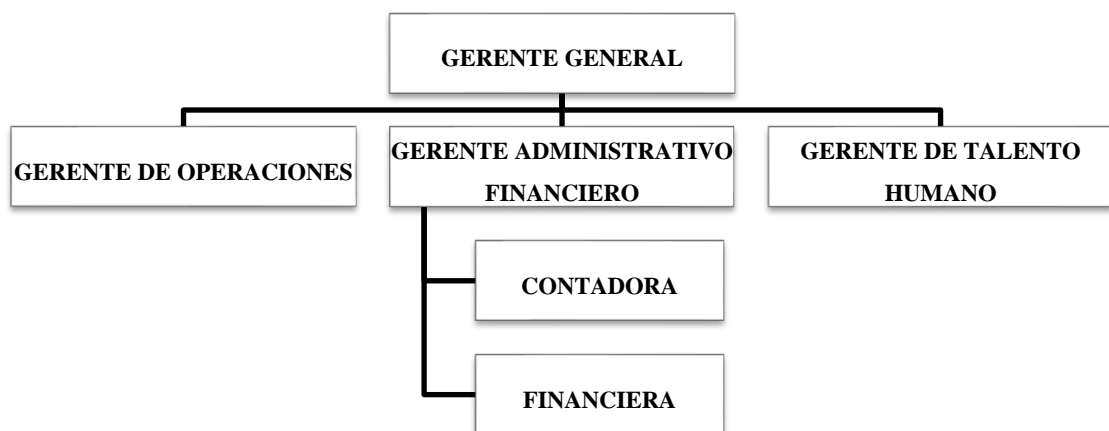 GERENTE GENERAL
GERENTE DE OPERACIONES
GERENTE ADMINISTRATIVO
FINANCIERO
GERENTE DE TALENTO
HUMANO
CONTADORA
FINANCIERA